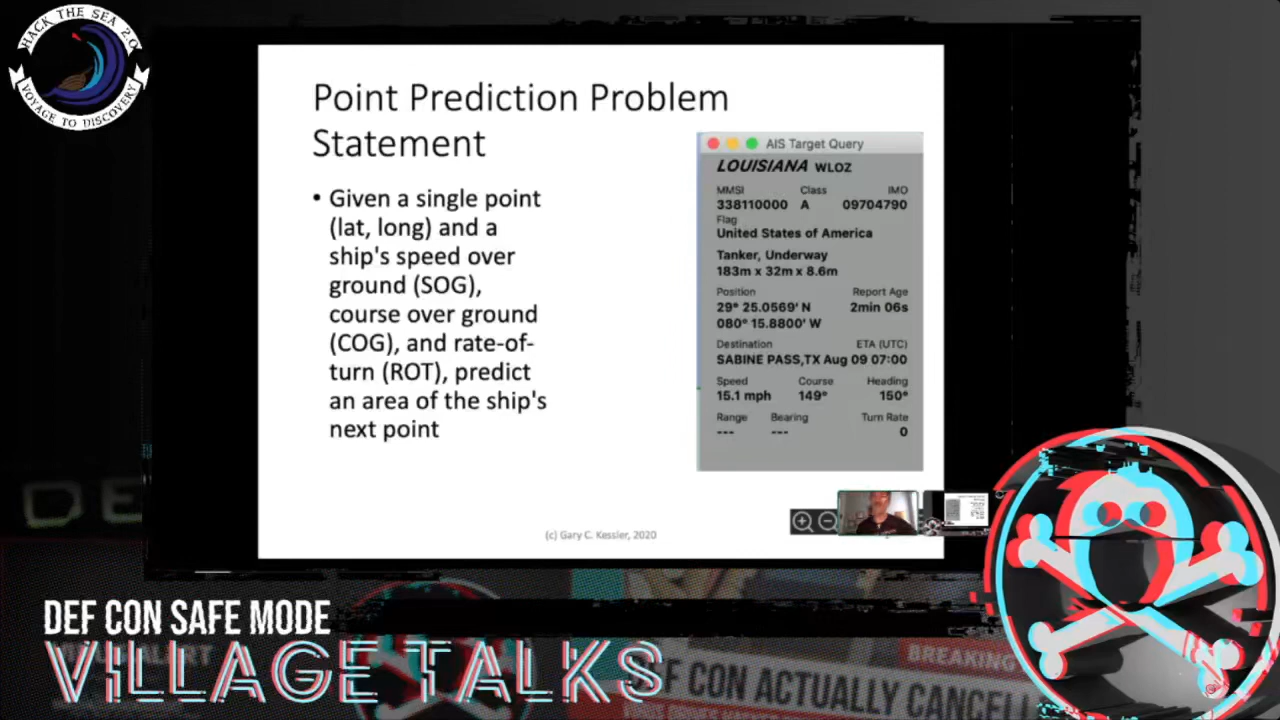 HACK THE SEA 2.0
VOYAGE TO DISCOVERY
Point Prediction Problem
Statement
• Given a single point
(lat, long) and a
ship's speed over
ground (SOG),
course over ground
(COG), and rate-of-
turn (ROT), predict
an area of the ship's
next point
AIS Target Query
LOUISIANA WLOZ
MMSI Class IMO
338110000 A 09704790
Flag
United States of America
Tanker, Underway
183m x 32m x 8.6m
Position Report Age
29° 25.0569' N 2min 06s
080° 15.8800' W
Destination ETA (UTC)
SABINE PASS,TX Aug 09 07:00
Speed Course Heading
15.1 mph 149° 150°
Range Bearing Turn Rate
--- --- 0
(c) Gary C. Kessler, 2020
DEF CON SAFE MODE
VILLAGE TALKS
BREAKING
DEF CON ACTUALLY CANCELL